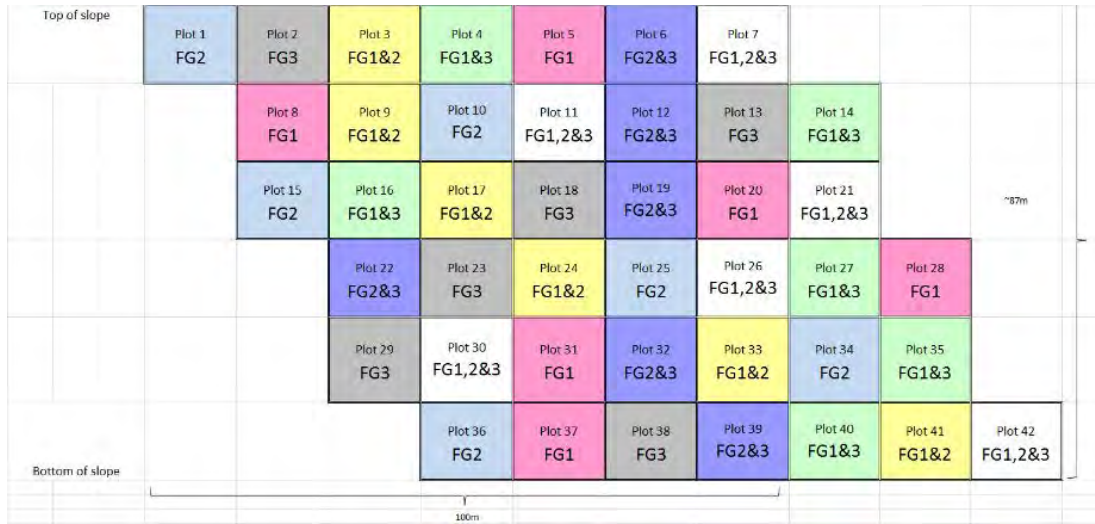 Top of slope
Plot 1 Plot 2 Plot 3 Plot 4 Plot 5 Plot 6 Plot 7
FG2 FG3 FG1&2 FG1&3 FG1 FG2&3 FG1,2&3
Plot 8 Plot 9 Plot 10 Plot 11 Plot 12 Plot 13 Plot 14
FG1 FG1&2 FG2 FG1,2&3 FG2&3 FG3 FG1&3
Plot 15 Plot 16 Plot 17 Plot 18 Plot 19 Plot 20 Plot 21
FG2 FG1&3 FG1&2 FG3 FG2&3 FG1 FG1,2&3
~87m
Plot 22 Plot 23 Plot 24 Plot 25 Plot 26 Plot 27 Plot 28
FG2&3 FG3 FG1&2 FG2 FG1,2&3 FG1&3 FG1
Plot 29 Plot 30 Plot 31 Plot 32 Plot 33 Plot 34 Plot 35
FG3 FG1,2&3 FG1 FG2&3 FG1&2 FG2 FG1&3
Plot 36 Plot 37 Plot 38 Plot 39 Plot 40 Plot 41 Plot 42
FG2 FG1 FG3 FG2&3 FG1&3 FG1&2 FG1,2&3
Bottom of slope
100m